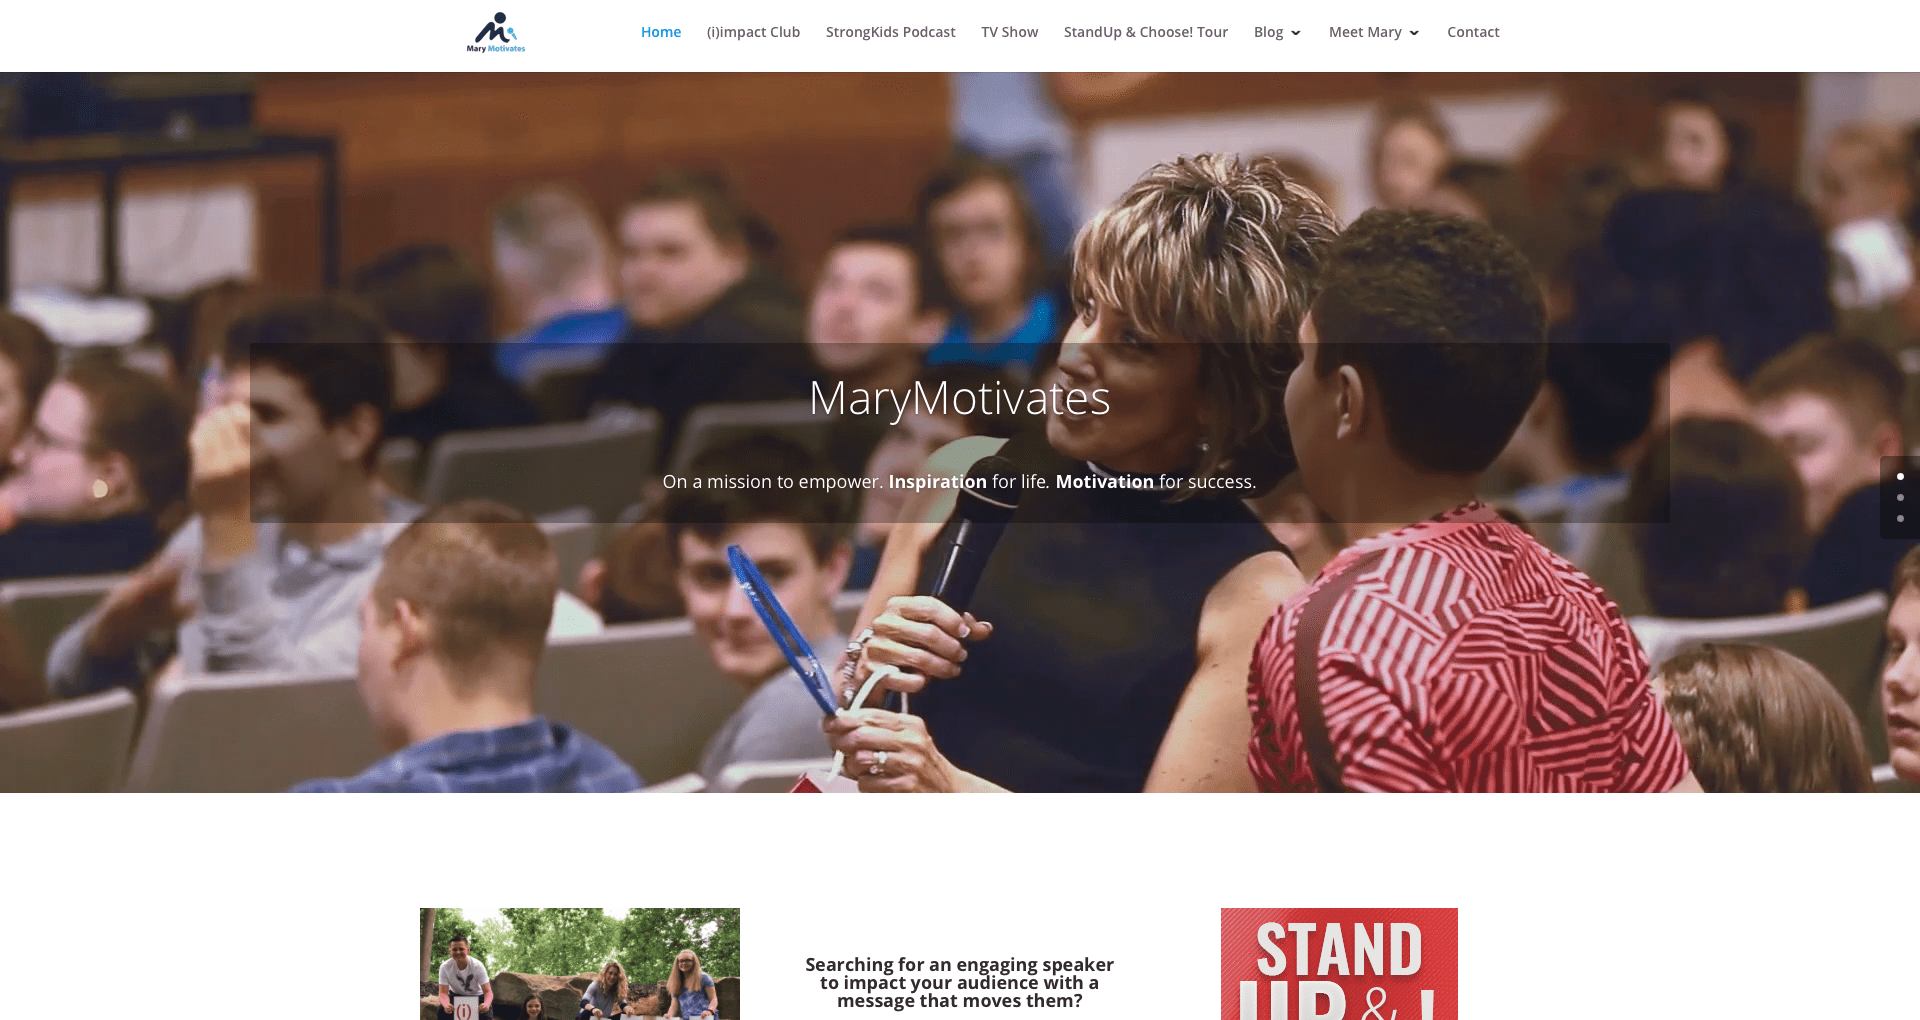 Mary Motivates
Home
(i)impact Club
StrongKids Podcast
TV Show
StandUp & Choose! Tour
Blog
Meet Mary
Contact
MaryMotivates
On a mission to empower. Inspiration for life. Motivation for success.
Searching for an engaging speaker
to impact your audience with a
message that moves them?
(i)
STAND
UP & !